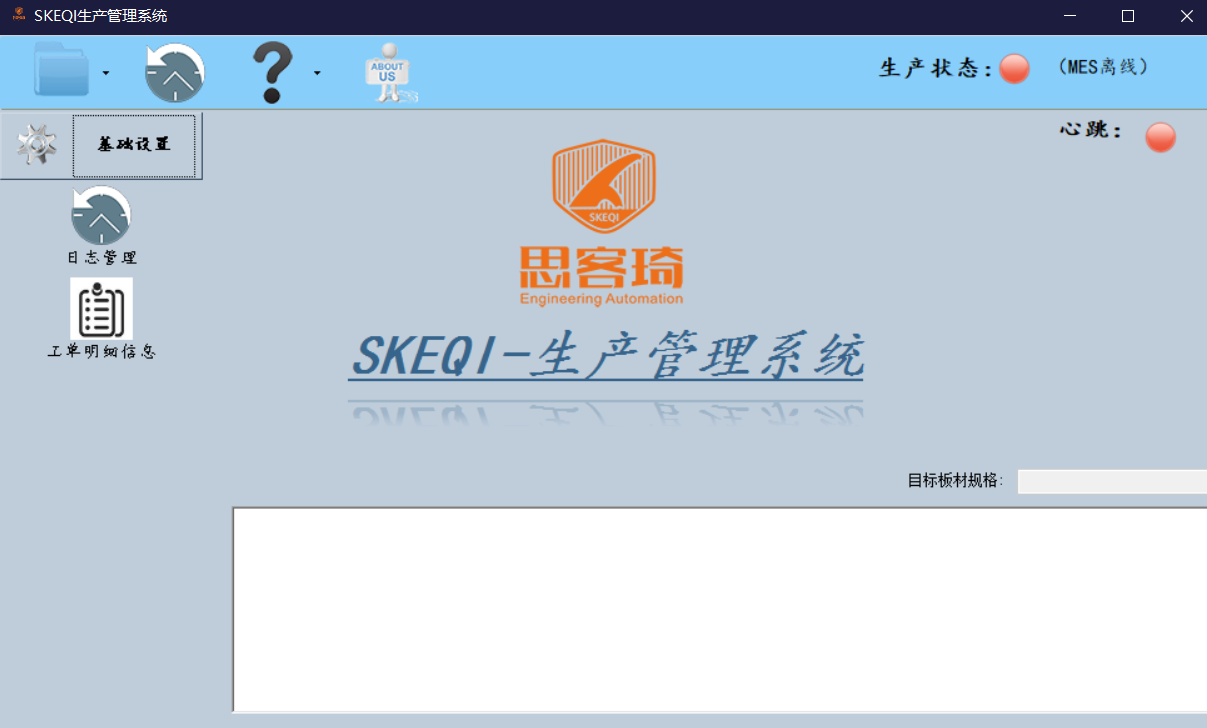 SKEQI生产管理系统
ABOUT
US
生产状态:
(MES离线)
基础设置
心跳:
日志管理
工单明细信息
SKEQI
思客琦
Engineering Automation
SKEQI-生产管理系统
目标板材规格: